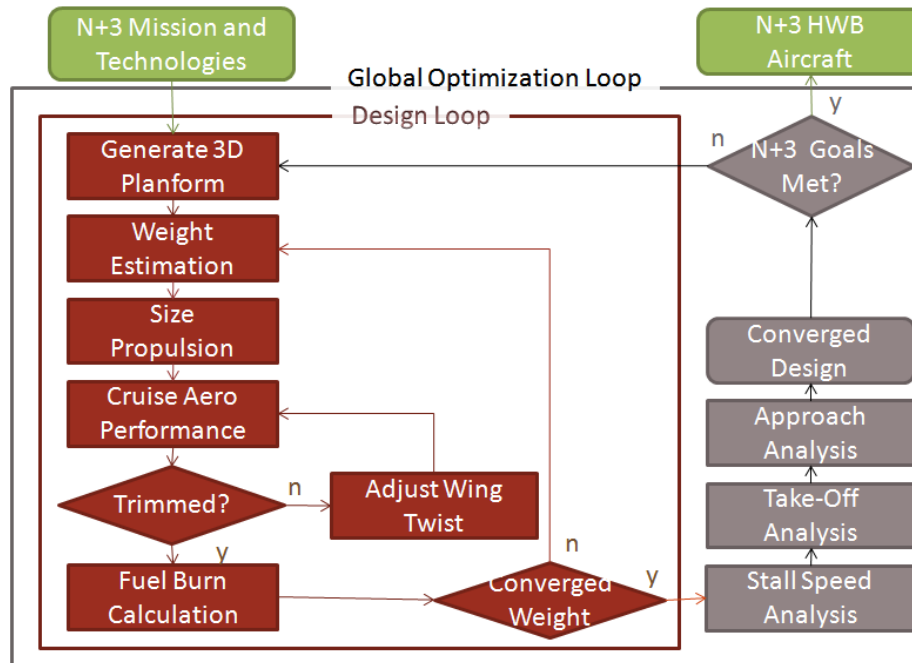 N+3 Mission and
Technologies
N+3 HWB
Aircraft
Global Optimization Loop
Design Loop
Generate 3D
Planform
n
y
N+3 Goals
Met?
Weight
Estimation
Size
Propulsion
Cruise Aero
Performance
Trimmed?
n
Adjust Wing
Twist
y
Fuel Burn
Calculation
n
Converged
Weight
y
Converged
Design
Approach
Analysis
Take-Off
Analysis
Stall Speed
Analysis